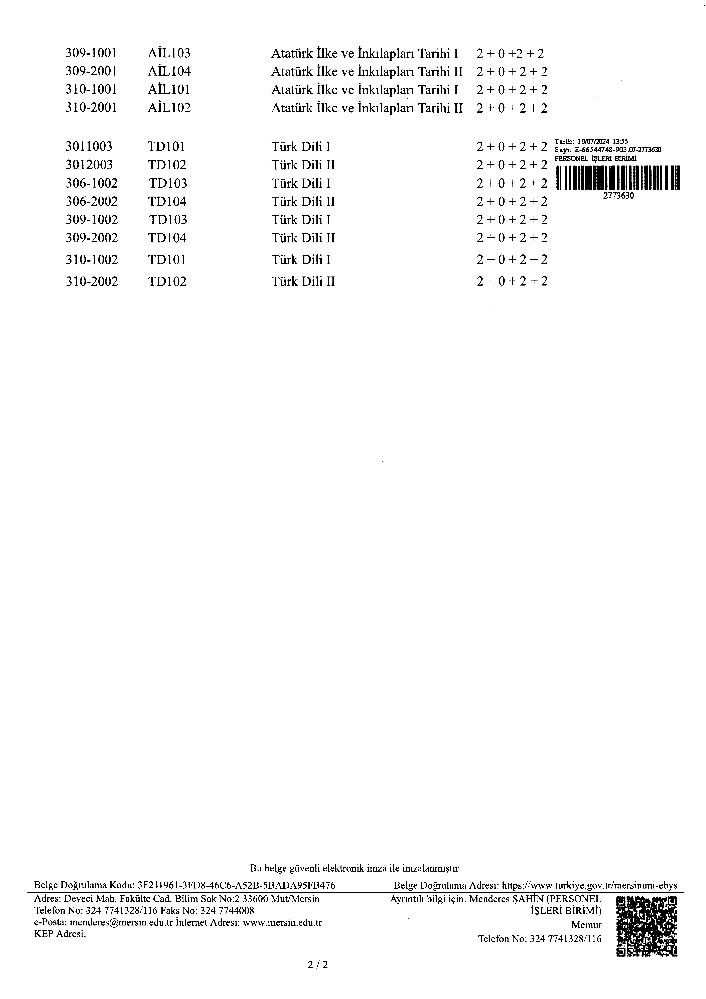 309-1001 AİL103 Atatürk İlke ve İnkılapları Tarihi I 2 + 0 +2 + 2
309-2001 AİL104 Atatürk İlke ve İnkılapları Tarihi II 2 + 0 + 2 + 2
310-1001 AİL101 Atatürk İlke ve İnkılapları Tarihi I 2 + 0 + 2 + 2
310-2001 AİL102 Atatürk İlke ve İnkılapları Tarihi II 2 + 0 + 2 + 2
3011003 TD101 Türk Dili I 2 + 0 + 2 + 2
3012003 TD102 Türk Dili II 2 + 0 + 2 + 2
306-1002 TD103 Türk Dili I 2 + 0 + 2 + 2
306-2002 TD104 Türk Dili II 2 + 0 + 2 + 2
309-1002 TD103 Türk Dili I 2 + 0 + 2 + 2
309-2002 TD104 Türk Dili II 2 + 0 + 2 + 2
310-1002 TD101 Türk Dili I 2 + 0 + 2 + 2
310-2002 TD102 Türk Dili II 2 + 0 + 2 + 2
Tarih: 10/07/2024 13:55
Sayı: E-66544748-903.07-2773630
PERSONEL İŞLERİ BİRİMİ
2773630
Bu belge güvenli elektronik imza ile imzalanmıştır.
Belge Doğrulama Kodu: 3F211961-3FD8-46C6-A52B-5BADA95FB476
Belge Doğrulama Adresi: https://www.turkiye.gov.tr/mersinuni-ebys
Adres: Deveci Mah. Fakülte Cad. Bilim Sok No:2 33600 Mut/Mersin
Telefon No: 324 7741328/116 Faks No: 324 7744008
e-Posta: menderes@mersin.edu.tr İnternet Adresi: www.mersin.edu.tr
KEP Adresi:
Ayrıntılı bilgi için: Menderes ŞAHİN (PERSONEL
İŞLERİ BİRİMİ)
Memur
Telefon No: 324 7741328/116
2 / 2